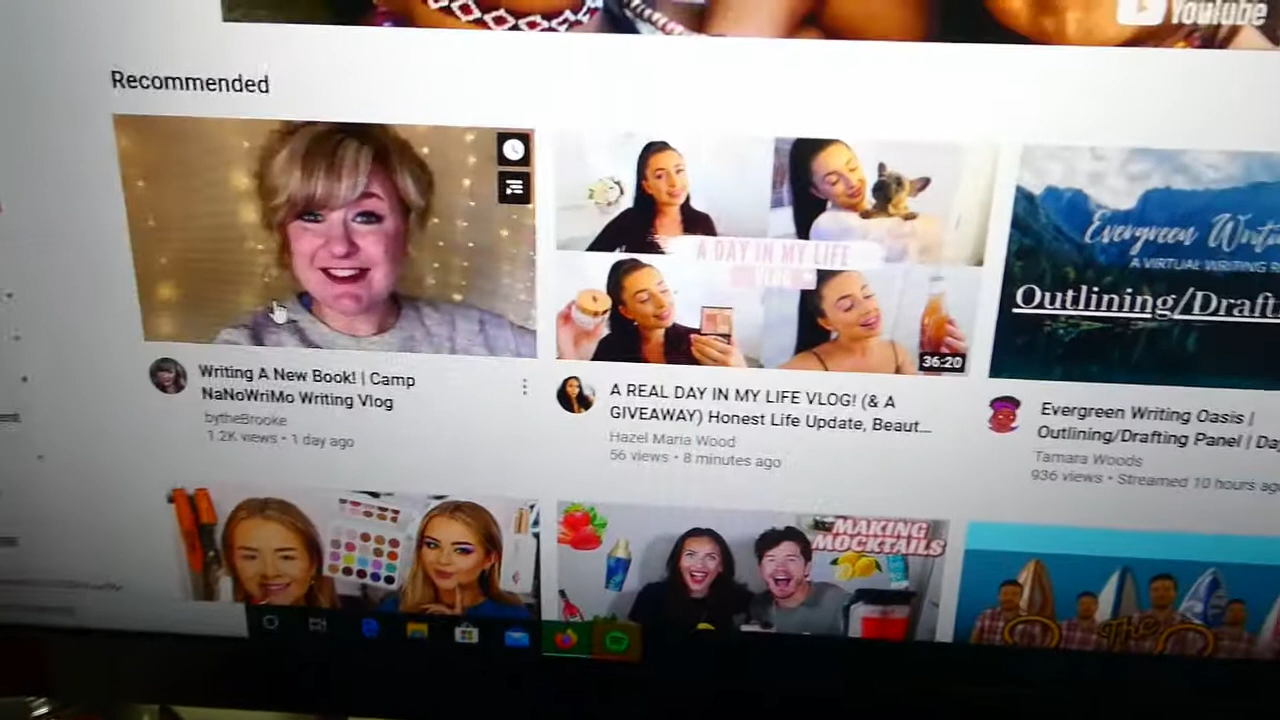 YouTube
Recommended
A DAY IN MY LIFE
VLOG
Evergreen
A VIRTUAL WRITING
Outlining/Draft
36:20
Writing A New Book! | Camp
NaNoWriMo Writing Vlog
bytheBrooke
1.2K views • 1 day ago
A REAL DAY IN MY LIFE VLOG! (& A
GIVEAWAY) Honest Life Update, Beaut...
Hazel Maria Wood
56 views • 8 minutes ago
Evergreen Writing Oasis |
Outlining/Drafting Panel | Da
Tamara Woods
936 views • Streamed 10 hours ag
MAKING
MOCKTAILS
The